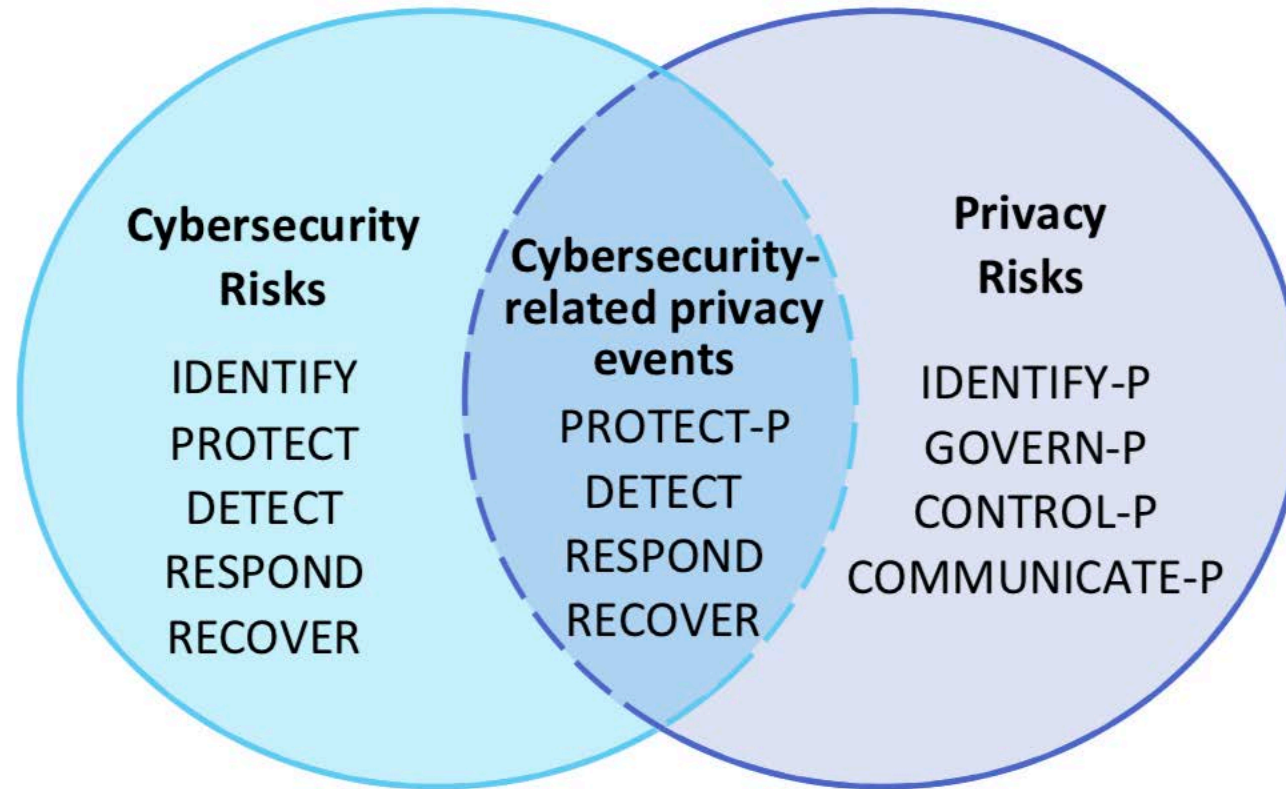 Cybersecurity
Risks
IDENTIFY
PROTECT
DETECT
RESPOND
RECOVER
Cybersecurity-
related privacy
events
PROTECT-P
DETECT
RESPOND
RECOVER
Privacy
Risks
IDENTIFY-P
GOVERN-P
CONTROL-P
COMMUNICATE-P